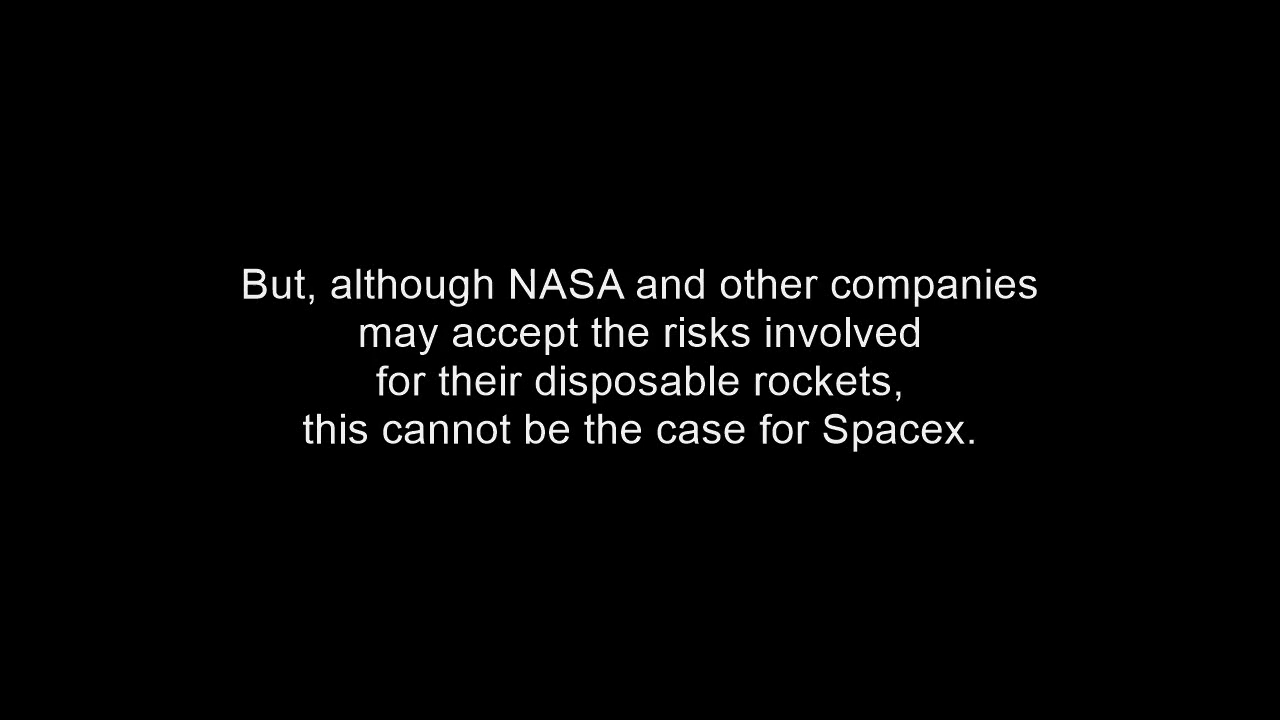 But, although NASA and other companies
may accept the risks involved
for their disposable rockets,
this cannot be the case for Spacex.